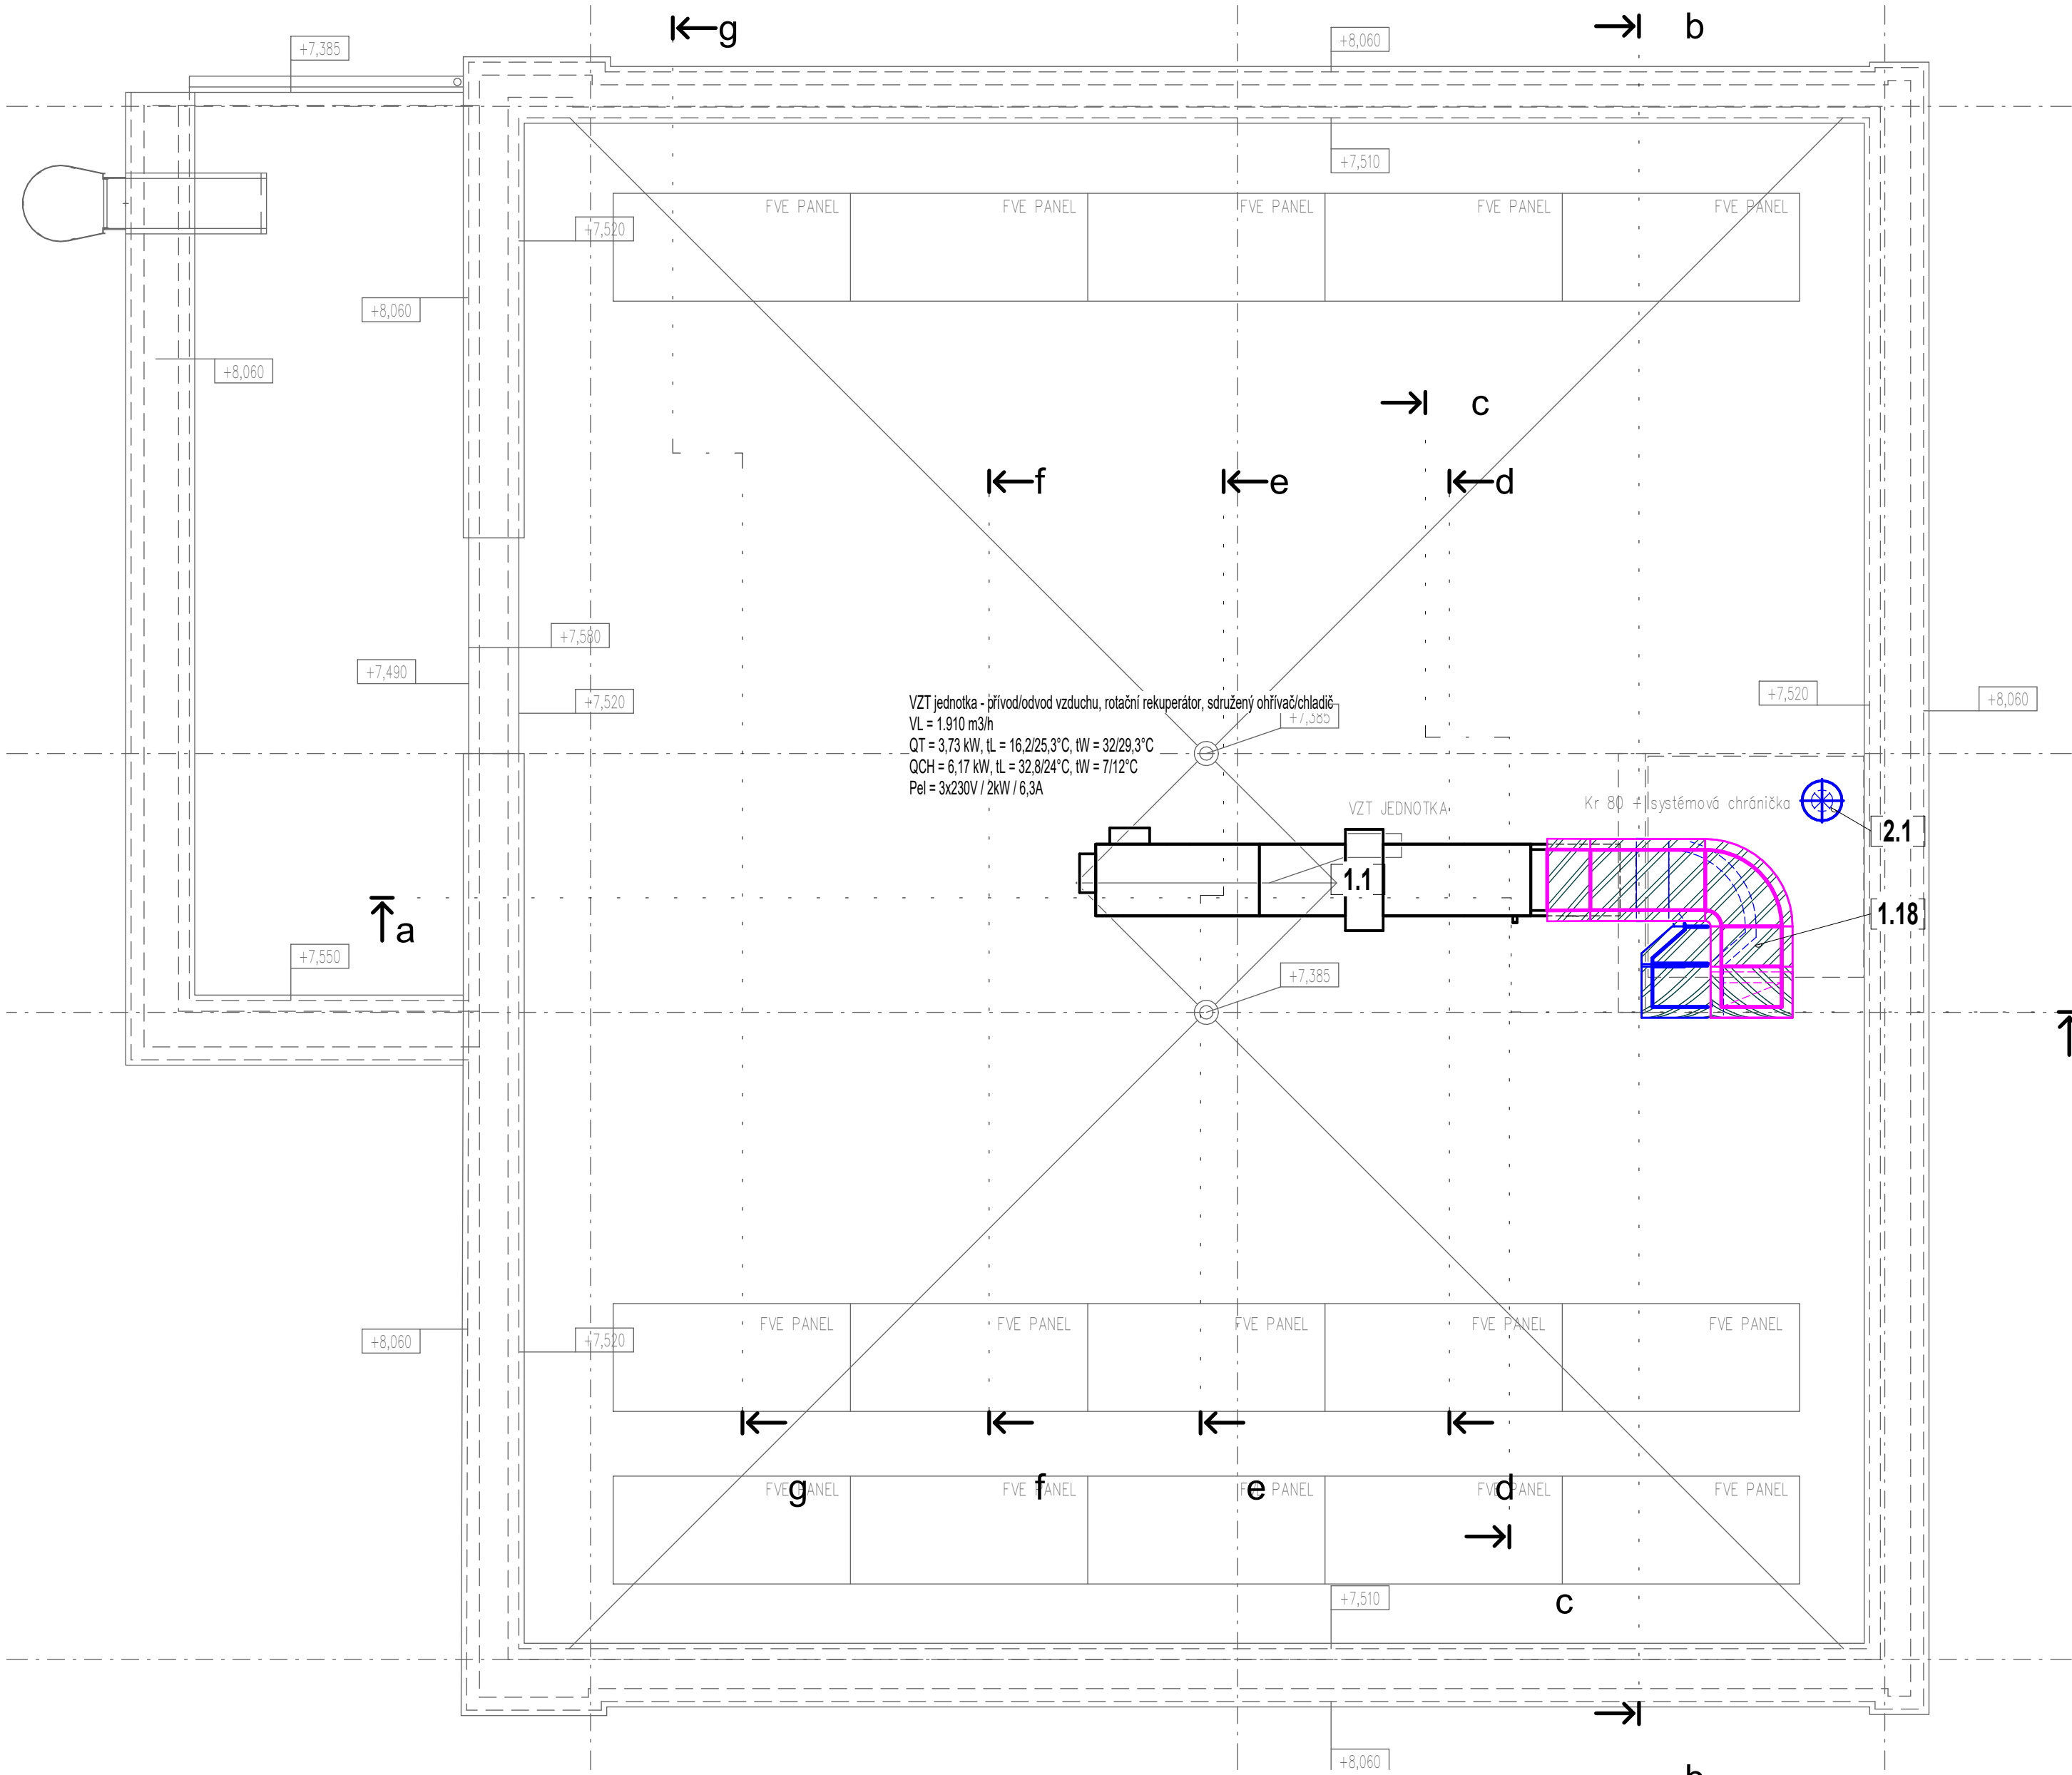 g
b
+7,385
+8,060
+7,510
FVE PANEL
FVE PANEL
FVE PANEL
FVE PANEL
FVE PANEL
+7,520
+8,060
+8,060
c
f
e
d
+7,580
+7,490
+7,520
+7,520
+8,060
VZT jednotka - přívod/odvod vzduchu, rotační rekuperátor, sdružený ohřívač/chladič
+7,385
VL = 1.910 m3/h
QT = 3,73 kW, tL = 16,2/25,3°C, tW = 32/29,3°C
QCH = 6,17 kW, tL = 32,8/24°C, tW = 7/12°C
Pel = 3x230V / 2kW / 6,3A
VZT JEDNOTKA
Kr 80 + systémová chránička
2.1
1.1
1.18
a
+7,550
+7,385
FVE PANEL
FVE PANEL
FVE PANEL
FVE PANEL
FVE PANEL
+8,060
+7,520
FVE PANEL
FVE PANEL
FVE PANEL
FVE PANEL
FVE PANEL
g
f
e
d
+7,510
c
+8,060
b